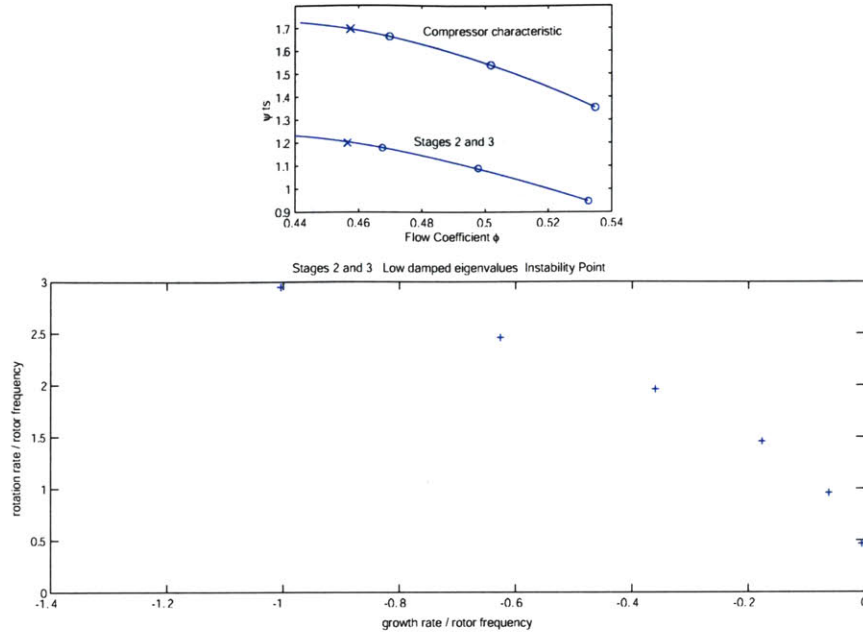 1.7
1.6
1.5
1.4
1.3
1.2
1.1
1
0.9
ψ ts
Compressor characteristic
Stages 2 and 3
0.44 0.46 0.48 0.5 0.52 0.54
Flow Coefficient ϕ
Stages 2 and 3 Low damped eigenvalues Instability Point
3
2.5
2
1.5
1
0.5
0
rotation rate / rotor frequency
-1.4 -1.2 -1 -0.8 -0.6 -0.4 -0.2 0
growth rate / rotor frequency